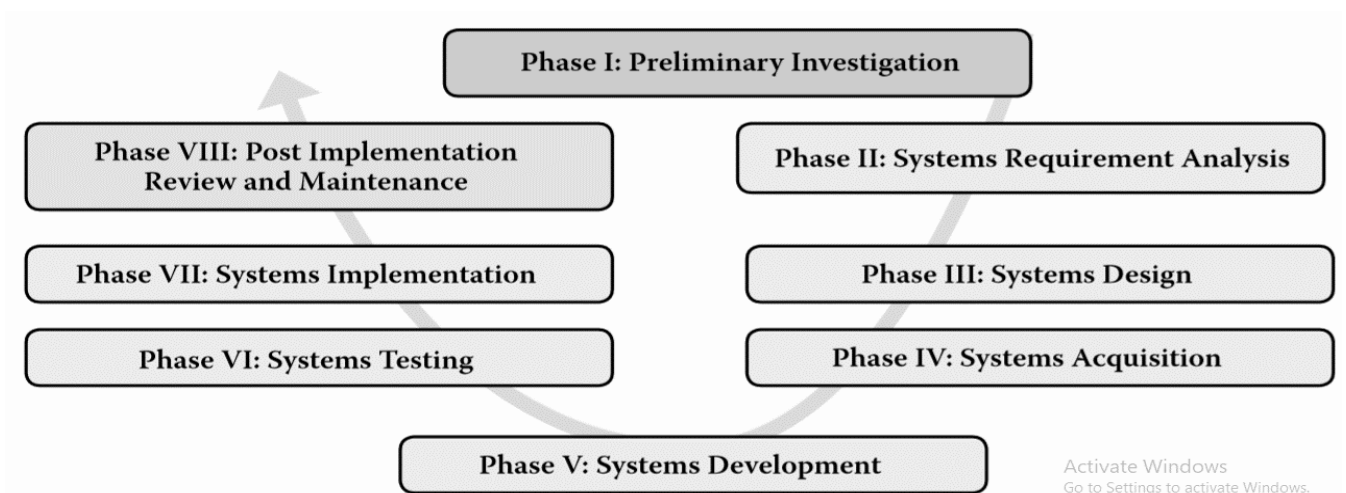 Phase I: Preliminary Investigation
Phase II: Systems Requirement Analysis
Phase III: Systems Design
Phase IV: Systems Acquisition
Phase V: Systems Development
Phase VI: Systems Testing
Phase VII: Systems Implementation
Phase VIII: Post Implementation
Review and Maintenance
Activate Windows
Go to Settings to activate Windows.